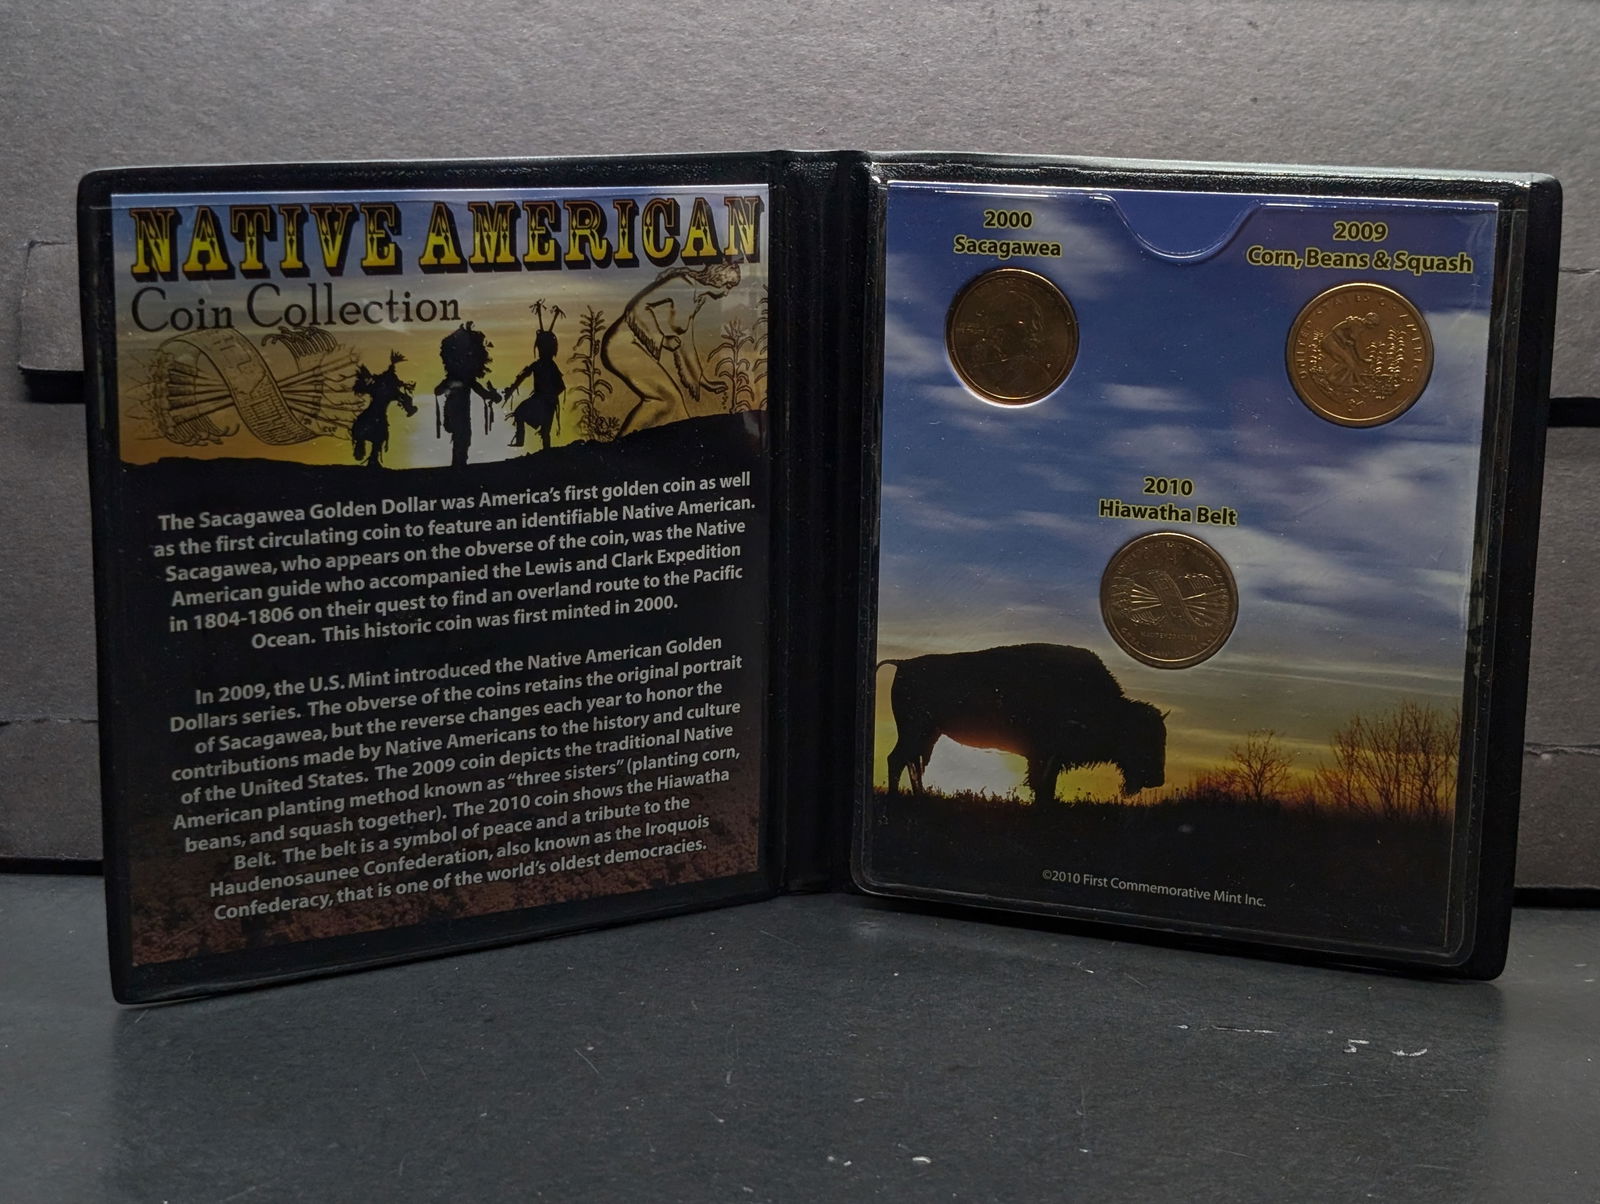 NATIVE AMERICAN
Coin Collection
The Sacagawea Golden Dollar was America's first golden coin as well
as the first circulating coin to feature an identifiable Native American.
Sacagawea, who appears on the obverse of the coin, was the Native
American guide who accompanied the Lewis and Clark Expedition
in 1804-1806 on their quest to find an overland route to the Pacific
Ocean. This historic coin was first minted in 2000.
In 2009, the U.S. Mint introduced the Native American Golden
Dollars series. The obverse of the coins retains the original portrait
of Sacagawea, but the reverse changes each year to honor the
contributions made by Native Americans to the history and culture
of the United States. The 2009 coin depicts the traditional Native
American planting method known as “three sisters” (planting corn,
beans, and squash together). The 2010 coin shows the Hiawatha
Belt. The belt is a symbol of peace and a tribute to the
Haudenosaunee Confederation, also known as the Iroquois
Confederacy, that is one of the world's oldest democracies.
2000
Sacagawea
2009
Corn, Beans & Squash
UNITED STATES OF AMERICA
$1
2010
Hiawatha Belt
HAUDENOSAUNEE
©2010 First Commemorative Mint Inc.